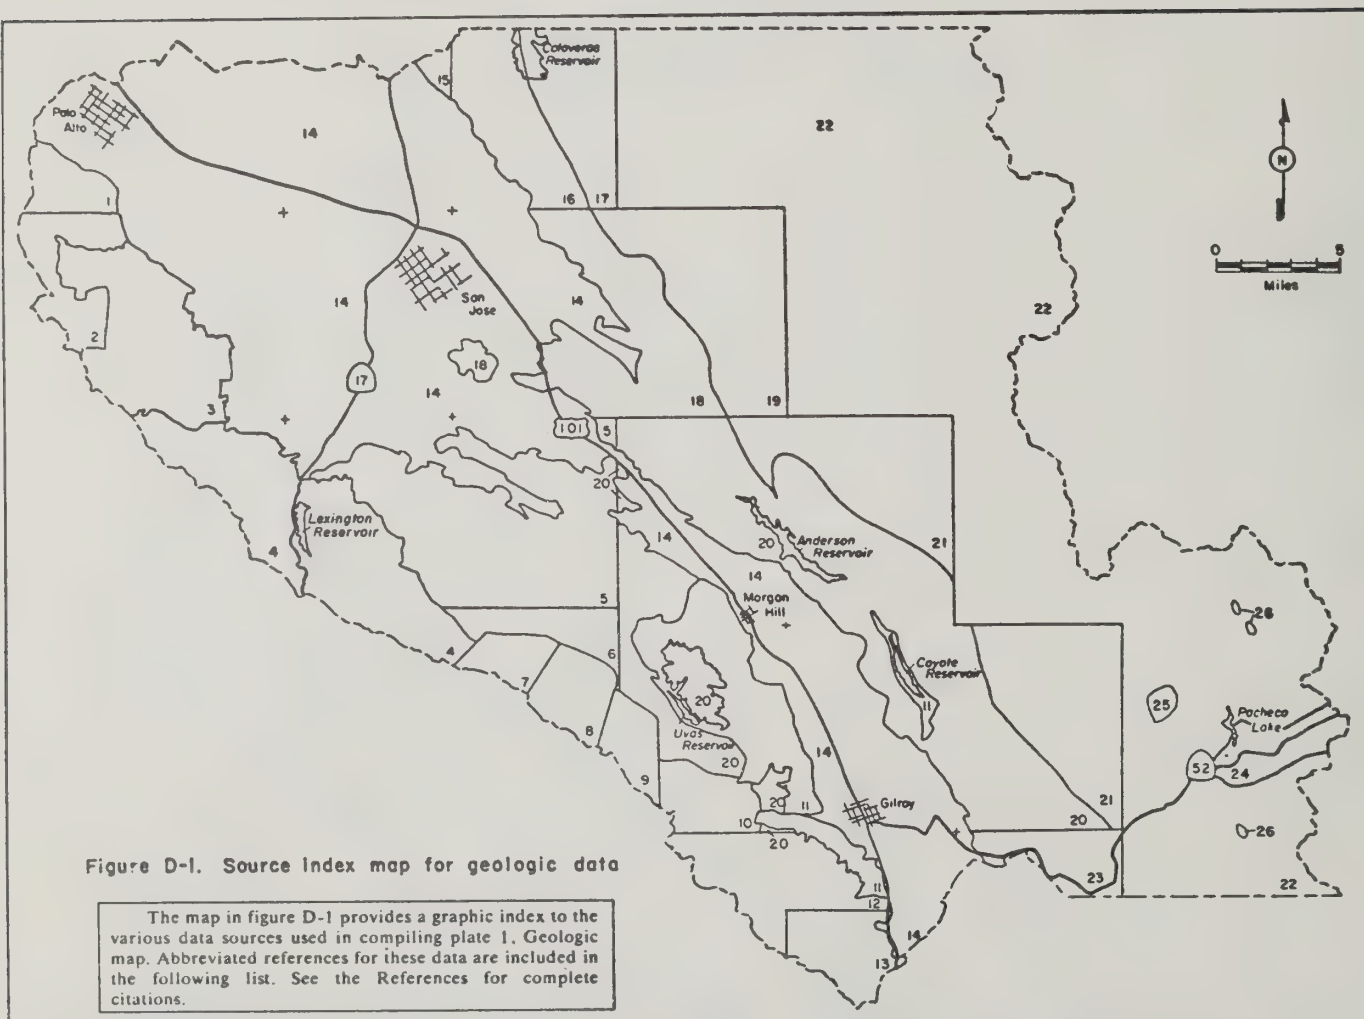 Calaveras
Reservoir
15
Palo
Alto
14
22
N
16 17
1
0 5
Miles
14
San
Jose
14
22
2
18
17
14
18 19
3
101
5
20
Lexington
Reservoir
14
20
Anderson
Reservoir
21
4
14
Morgan
Hill
5
26
4
6
Coyote
Reservoir
7
20
11
25
Pacheco
Lake
8
Uvas
Reservoir
20
14
52
24
9
20
11
Gilroy
21
10
20
20
26
Figure D-1. Source index map for geologic data
11
23
22
12
14
13
The map in figure D-1 provides a graphic index to the
various data sources used in compiling plate 1, Geologic
map. Abbreviated references for these data are included in
the following list. See the References for complete
citations.